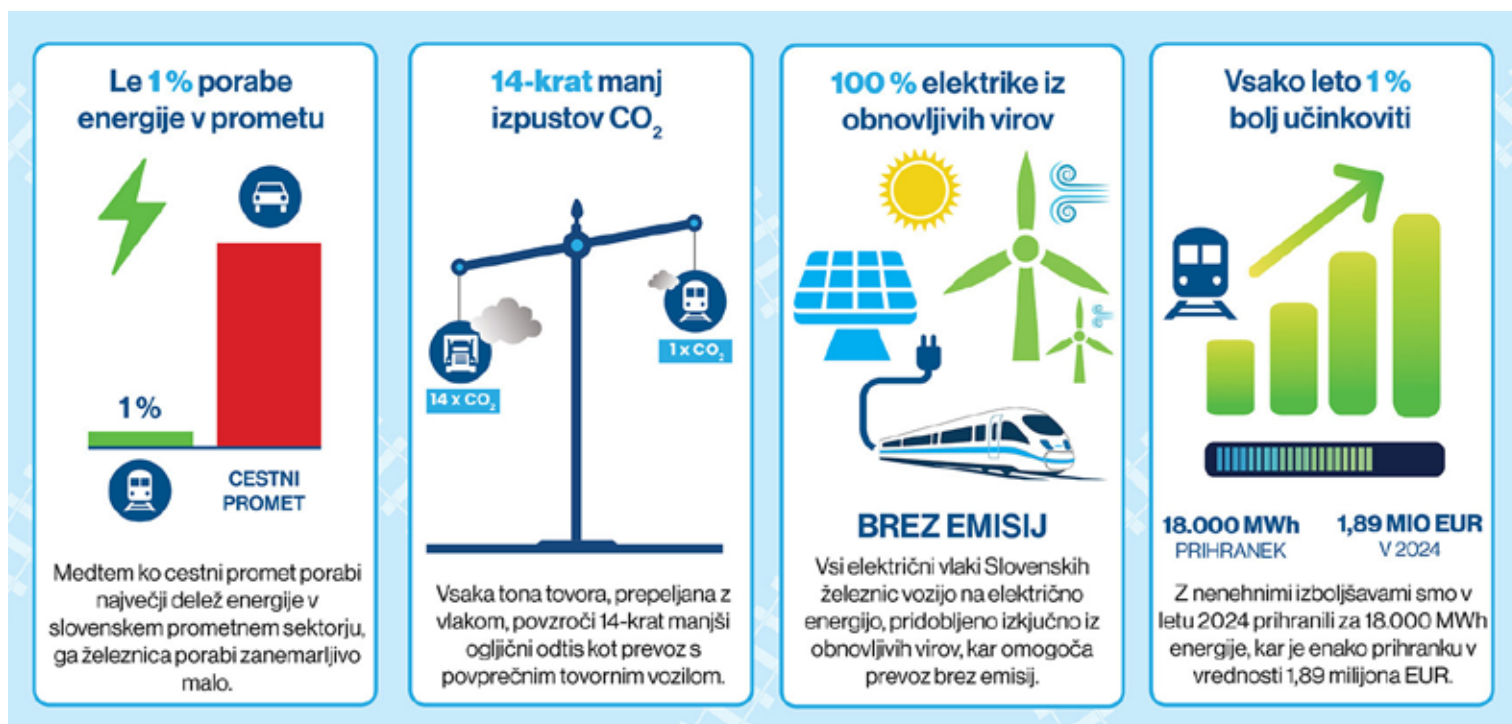 Le 1 % porabe
energije v prometu
1 %
CESTNI
PROMET
Medtem ko cestni promet porabi
največji delež energije v
slovenskem prometnem sektorju,
ga železnica porabi zanemarljivo
malo.
14-krat manj
izpustov CO₂
14 x CO₂
1 x CO₂
Vsaka tona tovora, prepeljana z
vlakom, povzroči 14-krat manjši
ogljični odtis kot prevoz s
povprečnim tovornim vozilom.
100 % elektrike iz
obnovljivih virov
BREZ EMISIJ
Vsi električni vlaki Slovenskih
železnic vozijo na električno
energijo, pridobljeno izkjučno iz
obnovljivih virov, kar omogoča
prevoz brez emisij.
Vsako leto 1 %
bolj učinkoviti
18.000 MWh
PRIHRANEK
1,89 MIO EUR
V 2024
Z nenehnimi izboljšavami smo v
letu 2024 prihranili za 18.000 MWh
energije, kar je enako prihranku v
vrednosti 1,89 milijona EUR.